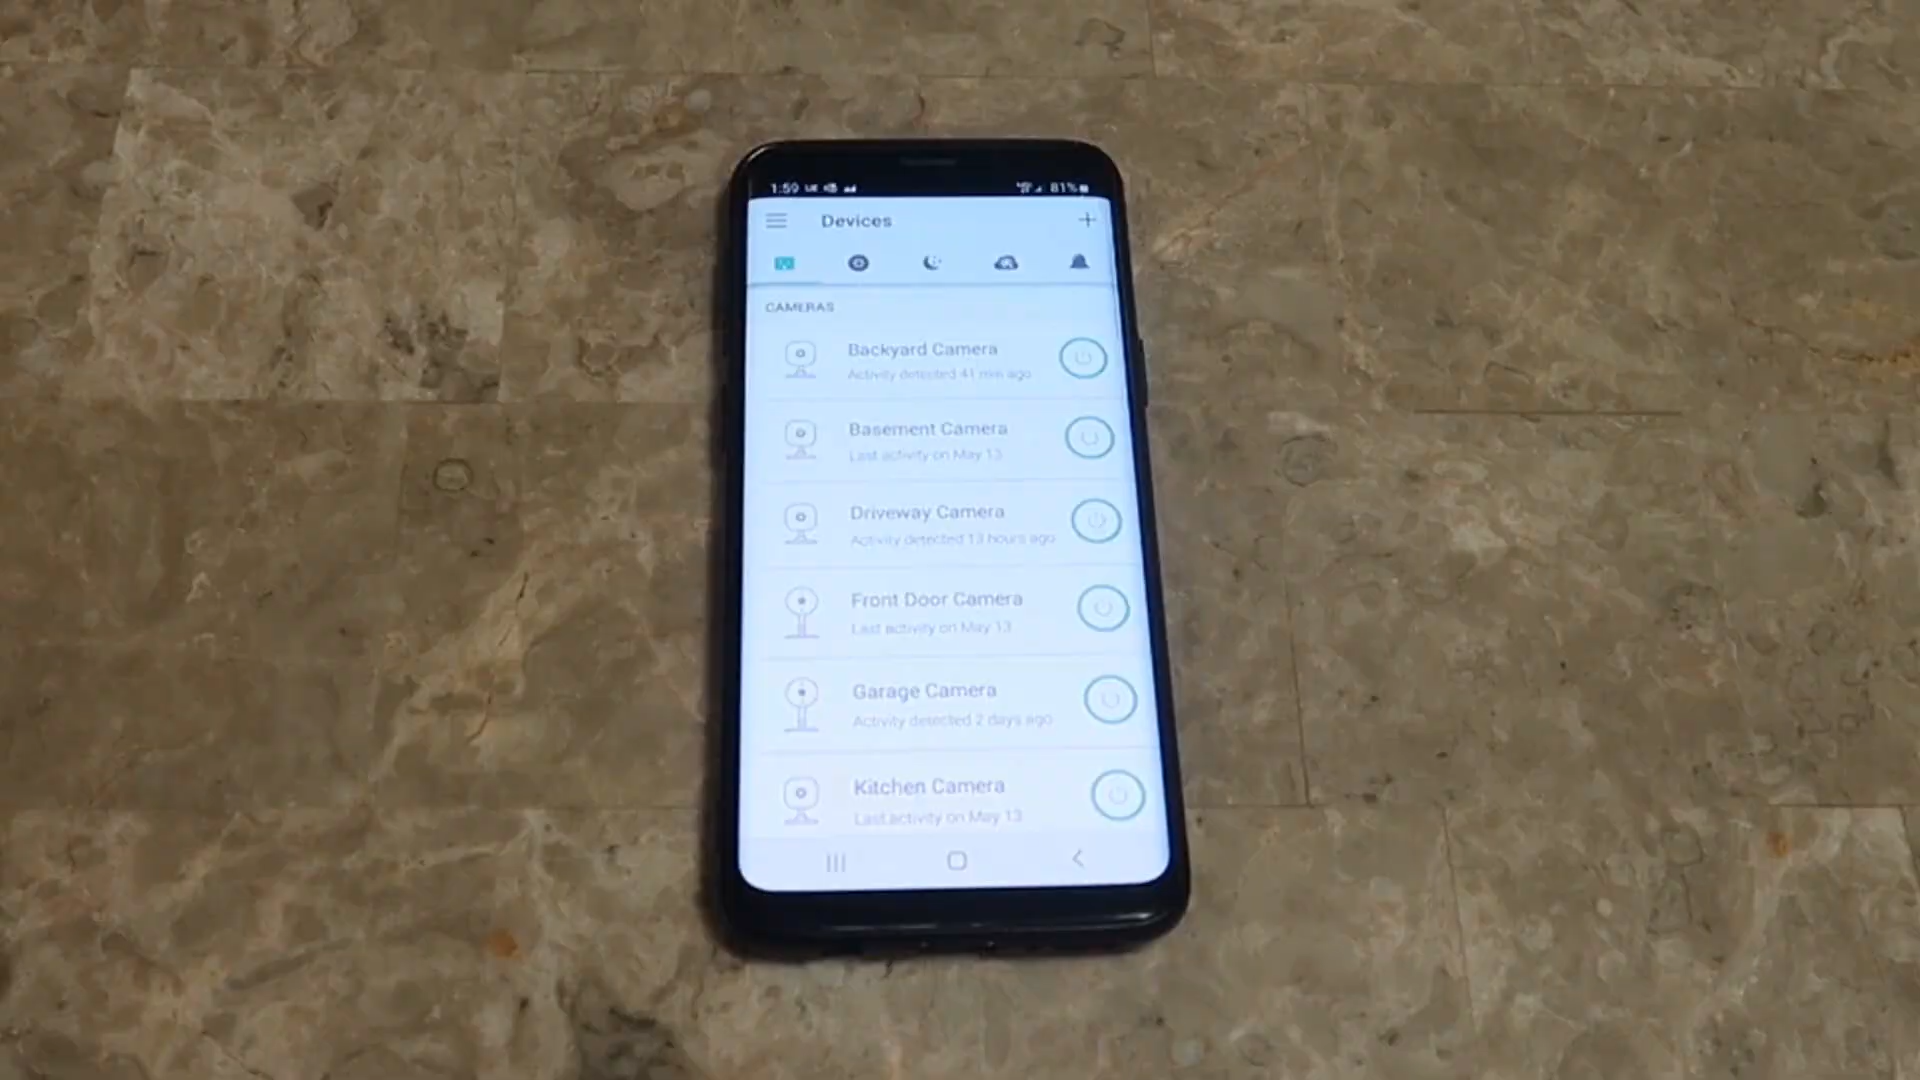 1:59 81%
Devices
CAMERAS
Backyard Camera
Activity detected 41 min ago
Basement Camera
Last activity on May 13
Driveway Camera
Activity detected 13 hours ago
Front Door Camera
Last activity on May 13
Garage Camera
Activity detected 2 days ago
Kitchen Camera
Last activity on May 13